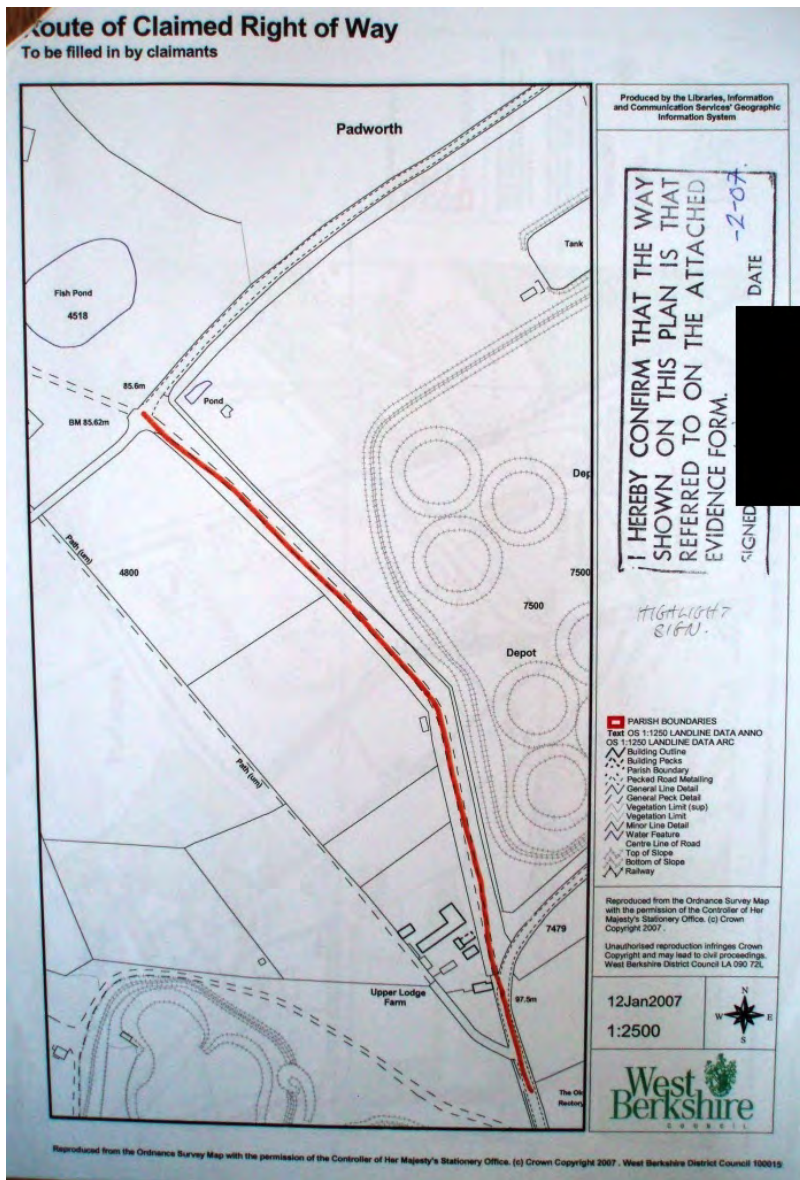 Route of Claimed Right of Way
To be filled in by claimants
Produced by the Libraries, Information
and Communication Services' Geographic
Information System
Padworth
Tank
Fish Pond
4518
85.6m
Pond
BM 85.62m
Path (um)
4800
Dep
7500
7500
Depot
Path (um)
7479
Upper Lodge
Farm
97.5m
The Old
Rectory
I HEREBY CONFIRM THAT THE WAY
SHOWN ON THIS PLAN IS THAT
REFERRED TO ON THE ATTACHED
EVIDENCE FORM.
SIGNED
DATE
-2-07.
HIGHLIGHT
SIGN.
PARISH BOUNDARIES
Text OS 1:1250 LANDLINE DATA ANNO
OS 1:1250 LANDLINE DATA ARC
Building Outline
Building Pecks
Parish Boundary
Pecked Road Metalling
General Line Detail
General Peck Detail
Vegetation Limit (sup)
Vegetation Limit
Minor Line Detail
Water Feature
Centre Line of Road
Top of Slope
Bottom of Slope
Railway
Reproduced from the Ordnance Survey Map
with the permission of the Controller of Her
Majesty's Stationery Office. (c) Crown
Copyright 2007 .
Unauthorised reproduction infringes Crown
Copyright and may lead to civil proceedings.
West Berkshire District Council LA 090 72L
12Jan2007
1:2500
N
W
E
S
West
Berkshire
COUNCIL
Reproduced from the Ordnance Survey Map with the permission of the Controller of Her Majesty's Stationery Office. (c) Crown Copyright 2007 . West Berkshire District Council 100015